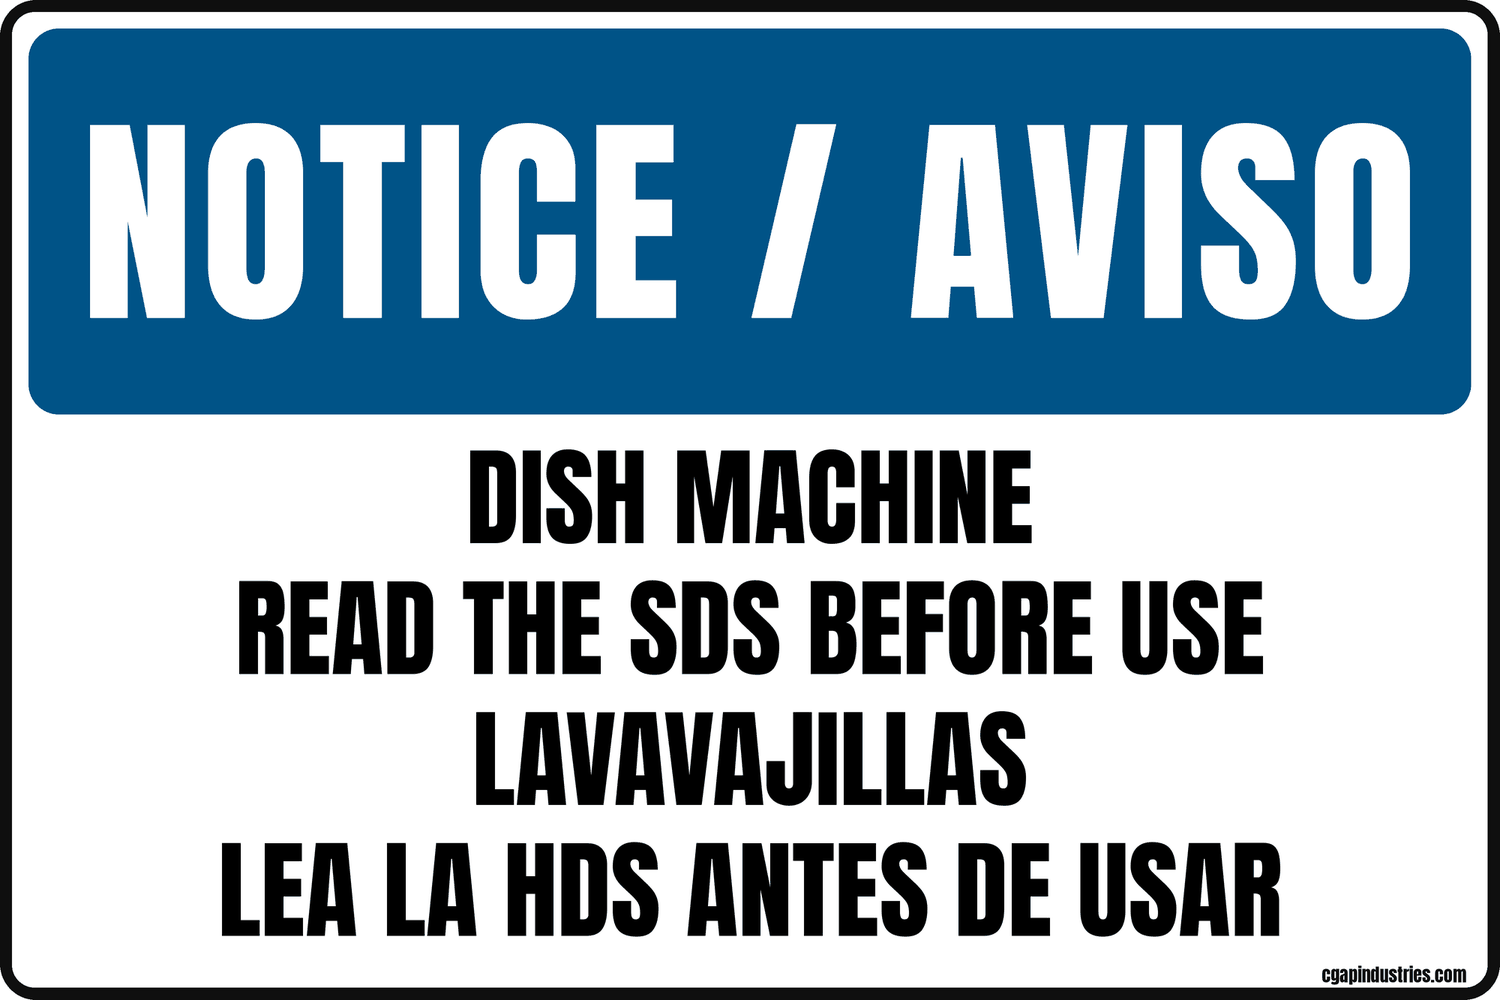 NOTICE / AVISO
DISH MACHINE
READ THE SDS BEFORE USE
LAVAVAJILLAS
LEA LA HDS ANTES DE USAR
cgapindustries.com